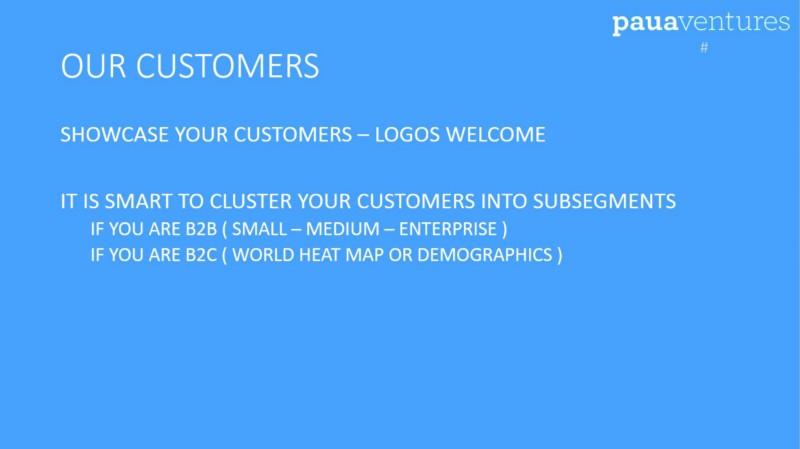 pauaventures
#
OUR CUSTOMERS
SHOWCASE YOUR CUSTOMERS – LOGOS WELCOME
IT IS SMART TO CLUSTER YOUR CUSTOMERS INTO SUBSEGMENTS
IF YOU ARE B2B ( SMALL – MEDIUM – ENTERPRISE )
IF YOU ARE B2C ( WORLD HEAT MAP OR DEMOGRAPHICS )